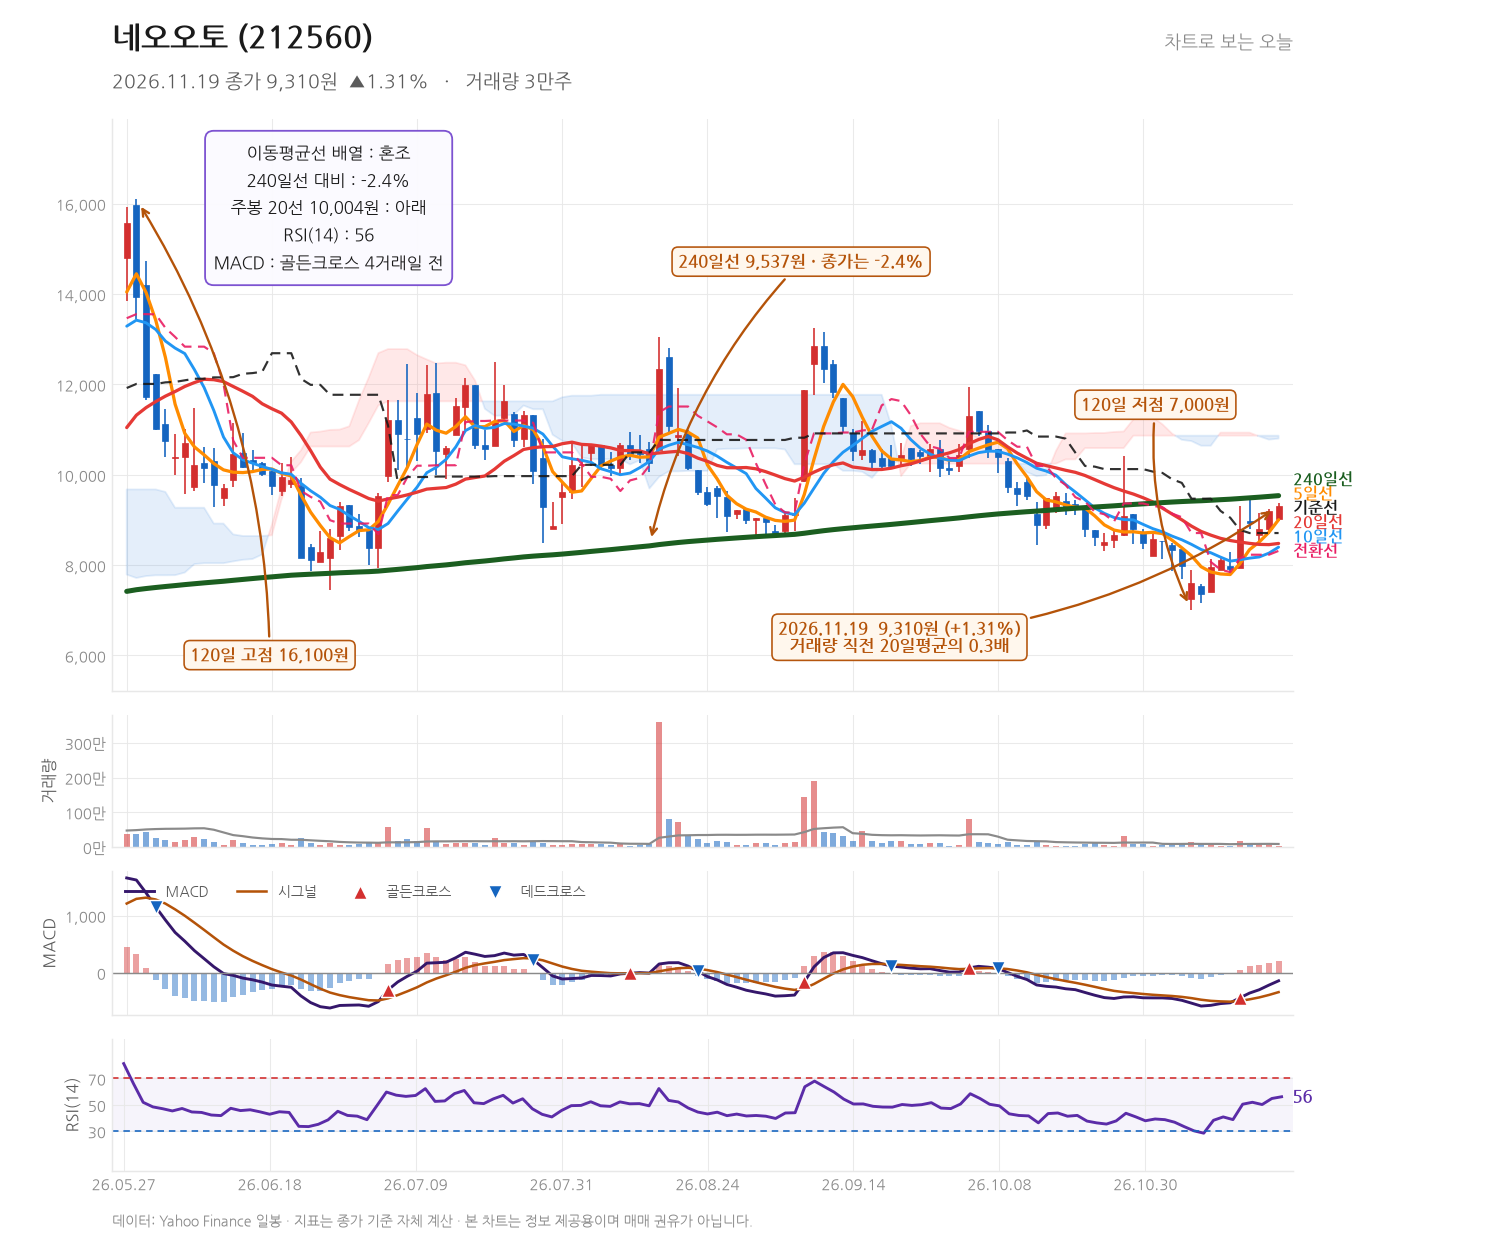 네오오토 (212560)
차트로 보는 오늘
2026.11.19 종가 9,310원 ▲1.31% · 거래량 3만주
이동평균선 배열 : 혼조
240일선 대비 : -2.4%
주봉 20선 10,004원 : 아래
RSI(14) : 56
MACD : 골든크로스 4거래일 전
240일선 9,537원 · 종가는 -2.4%
120일 저점 7,000원
120일 고점 16,100원
2026.11.19 9,310원 (+1.31%)
거래량 직전 20일평균의 0.3배
16,000
14,000
12,000
10,000
8,000
6,000
240일선
5일선
기준선
20일선
10일선
전환선
거래량
300만
200만
100만
0만
MACD
MACD
시그널
골든크로스
데드크로스
1,000
0
RSI(14)
70
50
30
56
26.05.27
26.06.18
26.07.09
26.07.31
26.08.24
26.09.14
26.10.08
26.10.30
데이터: Yahoo Finance 일봉 · 지표는 종가 기준 자체 계산 · 본 차트는 정보 제공용이며 매매 권유가 아닙니다.